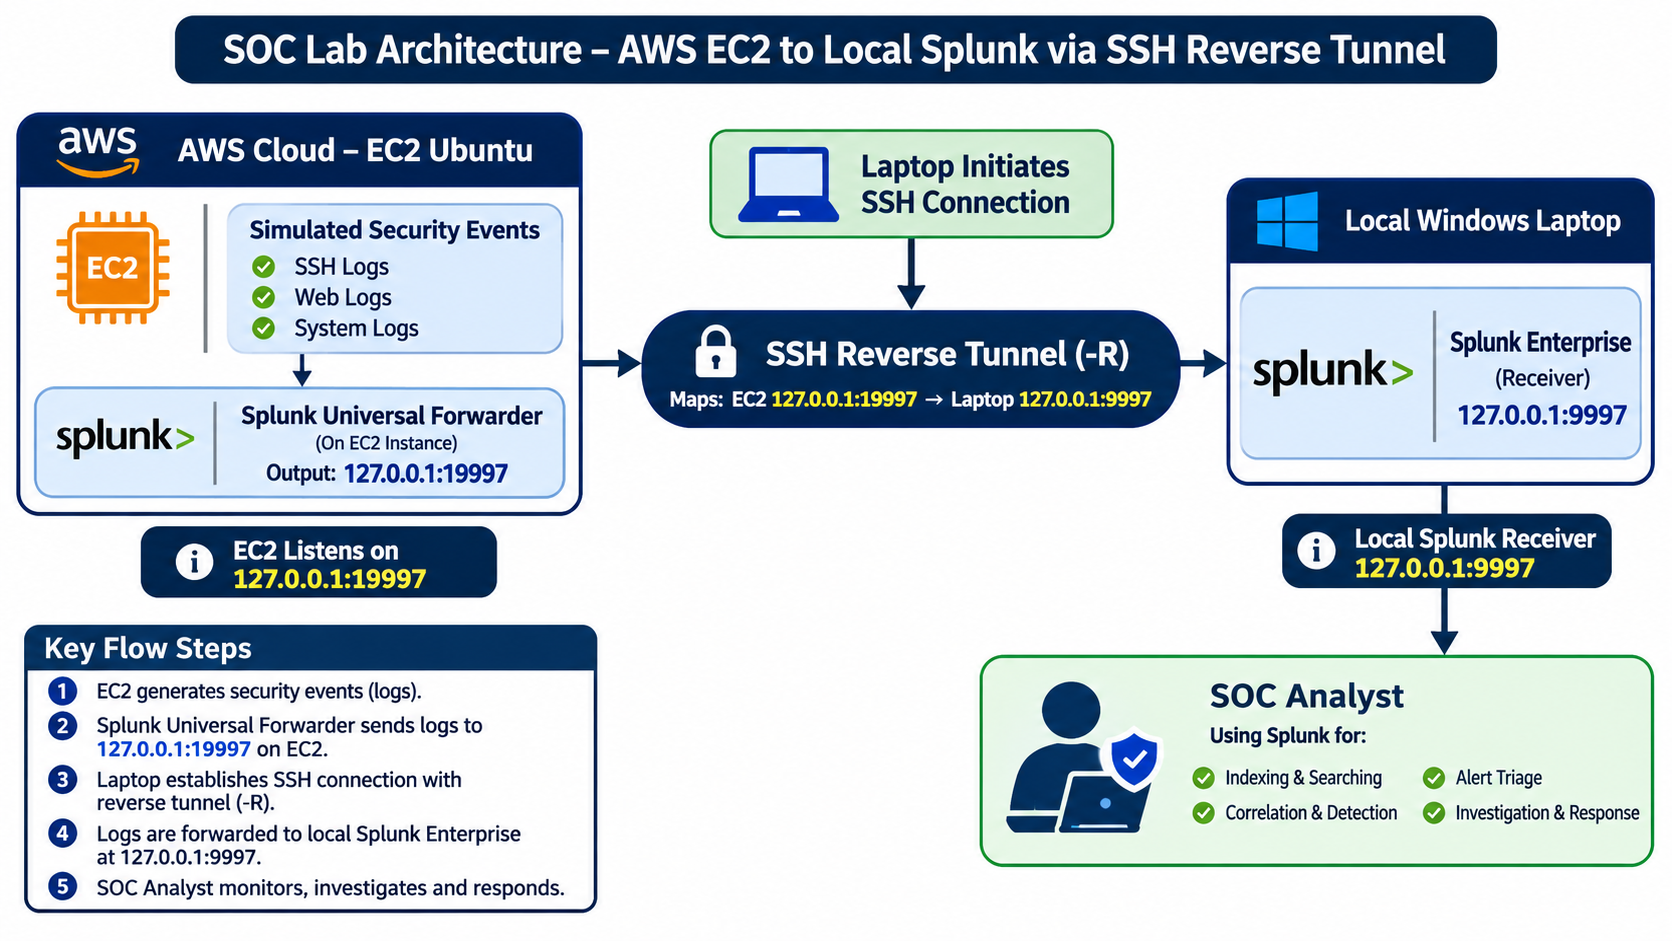 SOC Lab Architecture – AWS EC2 to Local Splunk via SSH Reverse Tunnel
aws
AWS Cloud – EC2 Ubuntu
EC2
Simulated Security Events
SSH Logs
Web Logs
System Logs
splunk>
Splunk Universal Forwarder
(On EC2 Instance)
Output: 127.0.0.1:19997
EC2 Listens on
127.0.0.1:19997
Laptop Initiates
SSH Connection
SSH Reverse Tunnel (-R)
Maps: EC2 127.0.0.1:19997 → Laptop 127.0.0.1:9997
Local Windows Laptop
splunk>
Splunk Enterprise
(Receiver)
127.0.0.1:9997
Local Splunk Receiver
127.0.0.1:9997
Key Flow Steps
1 EC2 generates security events (logs).
2 Splunk Universal Forwarder sends logs to
127.0.0.1:19997 on EC2.
3 Laptop establishes SSH connection with
reverse tunnel (-R).
4 Logs are forwarded to local Splunk Enterprise
at 127.0.0.1:9997.
5 SOC Analyst monitors, investigates and responds.
SOC Analyst
Using Splunk for:
Indexing & Searching
Alert Triage
Correlation & Detection
Investigation & Response